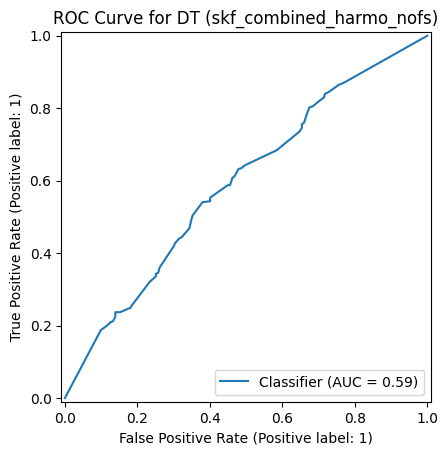 ROC Curve for DT (skf_combined_harmo_nofs)
1.0
0.8
0.6
0.4
0.2
0.0
True Positive Rate (Positive label: 1)
Classifier (AUC = 0.59)
0.0 0.2 0.4 0.6 0.8 1.0
False Positive Rate (Positive label: 1)